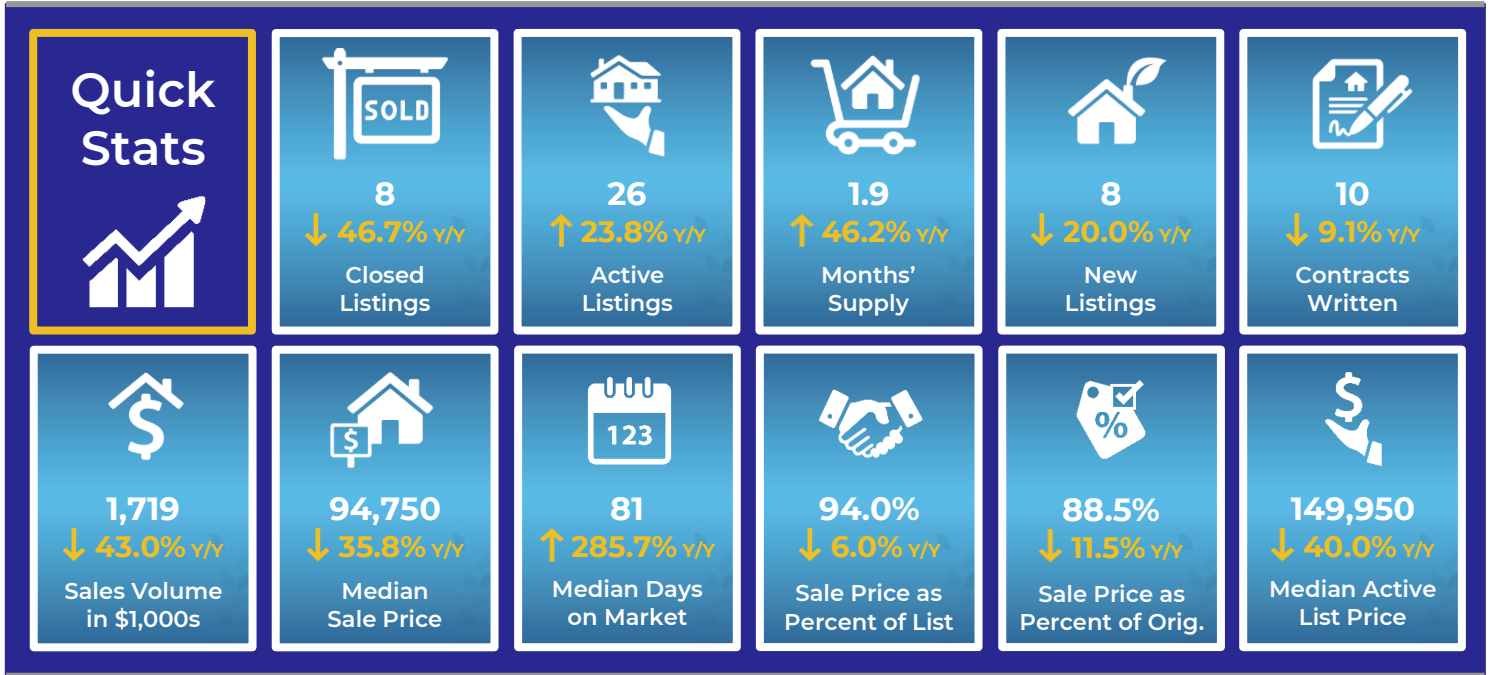 Quick
Stats
SOLD
8
↓ 46.7% Y/Y
Closed
Listings
26
↑ 23.8% Y/Y
Active
Listings
1.9
↑ 46.2% Y/Y
Months’
Supply
8
↓ 20.0% Y/Y
New
Listings
10
↓ 9.1% Y/Y
Contracts
Written
$
1,719
↓ 43.0% Y/Y
Sales Volume
in $1,000s
$
94,750
↓ 35.8% Y/Y
Median
Sale Price
123
81
↑ 285.7% Y/Y
Median Days
on Market
94.0%
↓ 6.0% Y/Y
Sale Price as
Percent of List
%
88.5%
↓ 11.5% Y/Y
Sale Price as
Percent of Orig.
$
149,950
↓ 40.0% Y/Y
Median Active
List Price